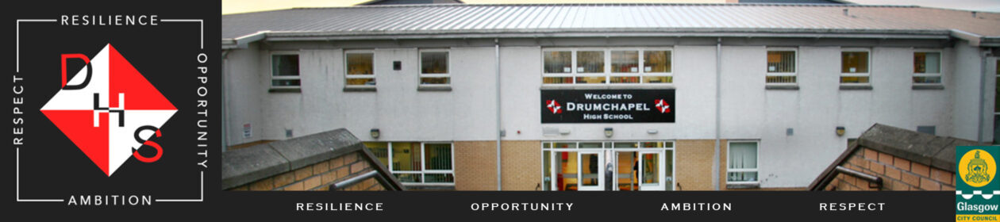 RESILIENCE
OPPORTUNITY
AMBITION
RESPECT
DHS
WELCOME TO
DRUMCHAPEL
HIGH SCHOOL
RESILIENCE OPPORTUNITY AMBITION RESPECT
Glasgow
CITY COUNCIL